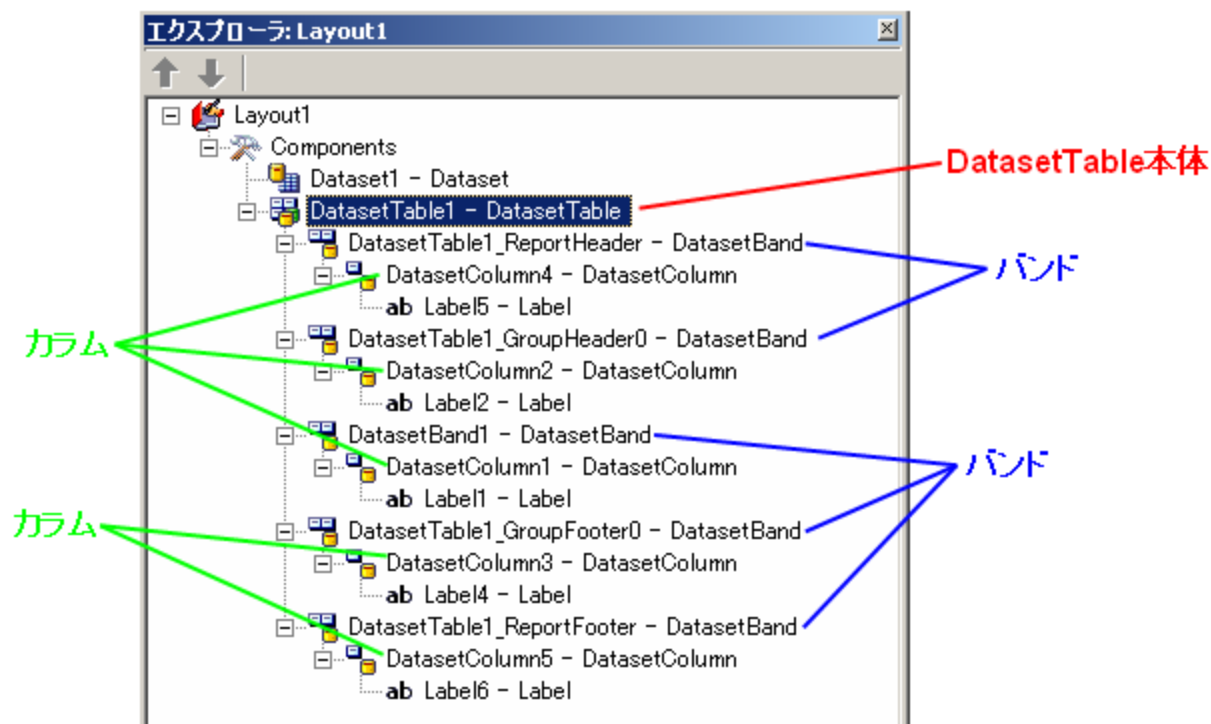 エクスプローラ: Layout1
Layout1
Components
Dataset1 - Dataset
DatasetTable本体
DatasetTable1 - DatasetTable
DatasetTable1_ReportHeader - DatasetBand
バンド
DatasetColumn4 - DatasetColumn
ab Label5 - Label
カラム
DatasetTable1_GroupHeader0 - DatasetBand
DatasetColumn2 - DatasetColumn
ab Label2 - Label
DatasetBand1 - DatasetBand
バンド
DatasetColumn1 - DatasetColumn
ab Label1 - Label
カラム
DatasetTable1_GroupFooter0 - DatasetBand
DatasetColumn3 - DatasetColumn
ab Label4 - Label
DatasetTable1_ReportFooter - DatasetBand
DatasetColumn5 - DatasetColumn
ab Label6 - Label